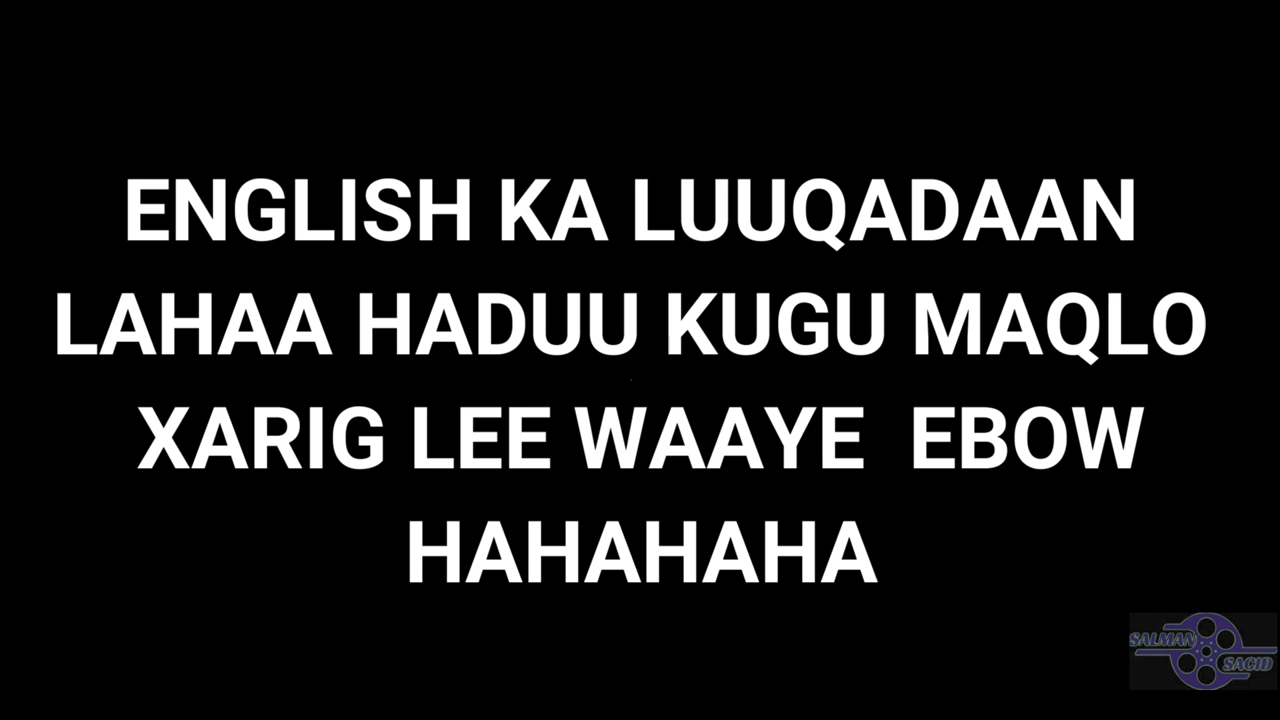 ENGLISH KA LUUQADAAN
LAHAA HADUU KUGU MAQLO
XARIG LEE WAAYE EBOW
HAHAHAHA
SALMAN
SACID